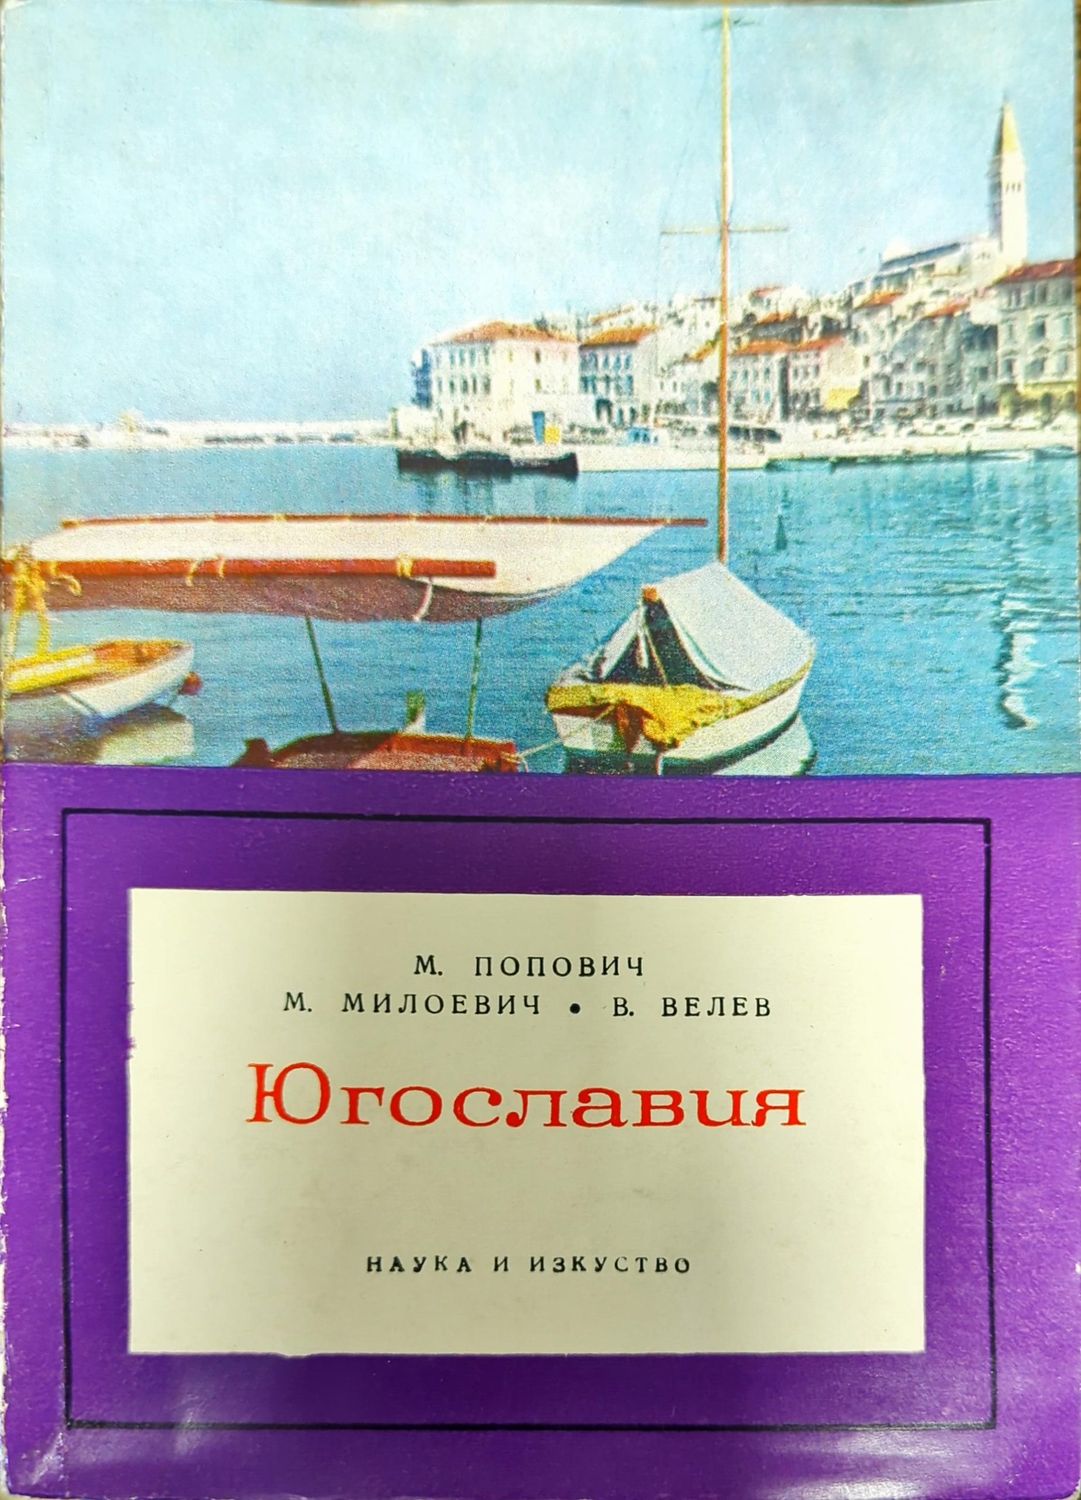 М. ПОПОВИЧ
М. МИЛОЕВИЧ • В. ВЕЛЕВ
Югославия
НАУКА И ИЗКУСТВО